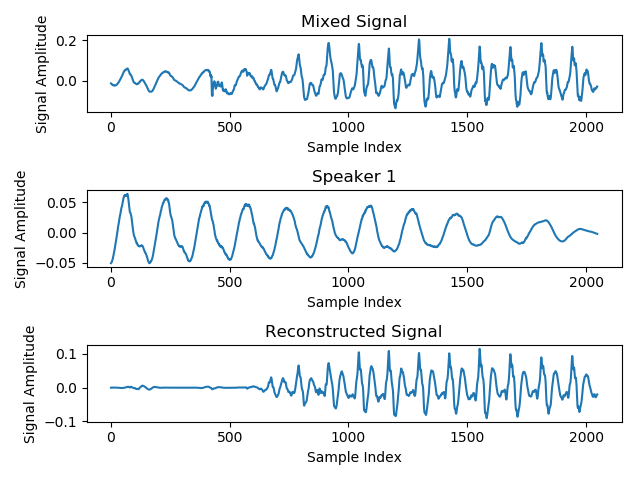 Mixed Signal
Signal Amplitude
0.2
0.0
0 500 1000 1500 2000
Sample Index
Speaker 1
Signal Amplitude
0.05
0.00
−0.05
0 500 1000 1500 2000
Sample Index
Reconstructed Signal
Signal Amplitude
0.1
0.0
−0.1
0 500 1000 1500 2000
Sample Index